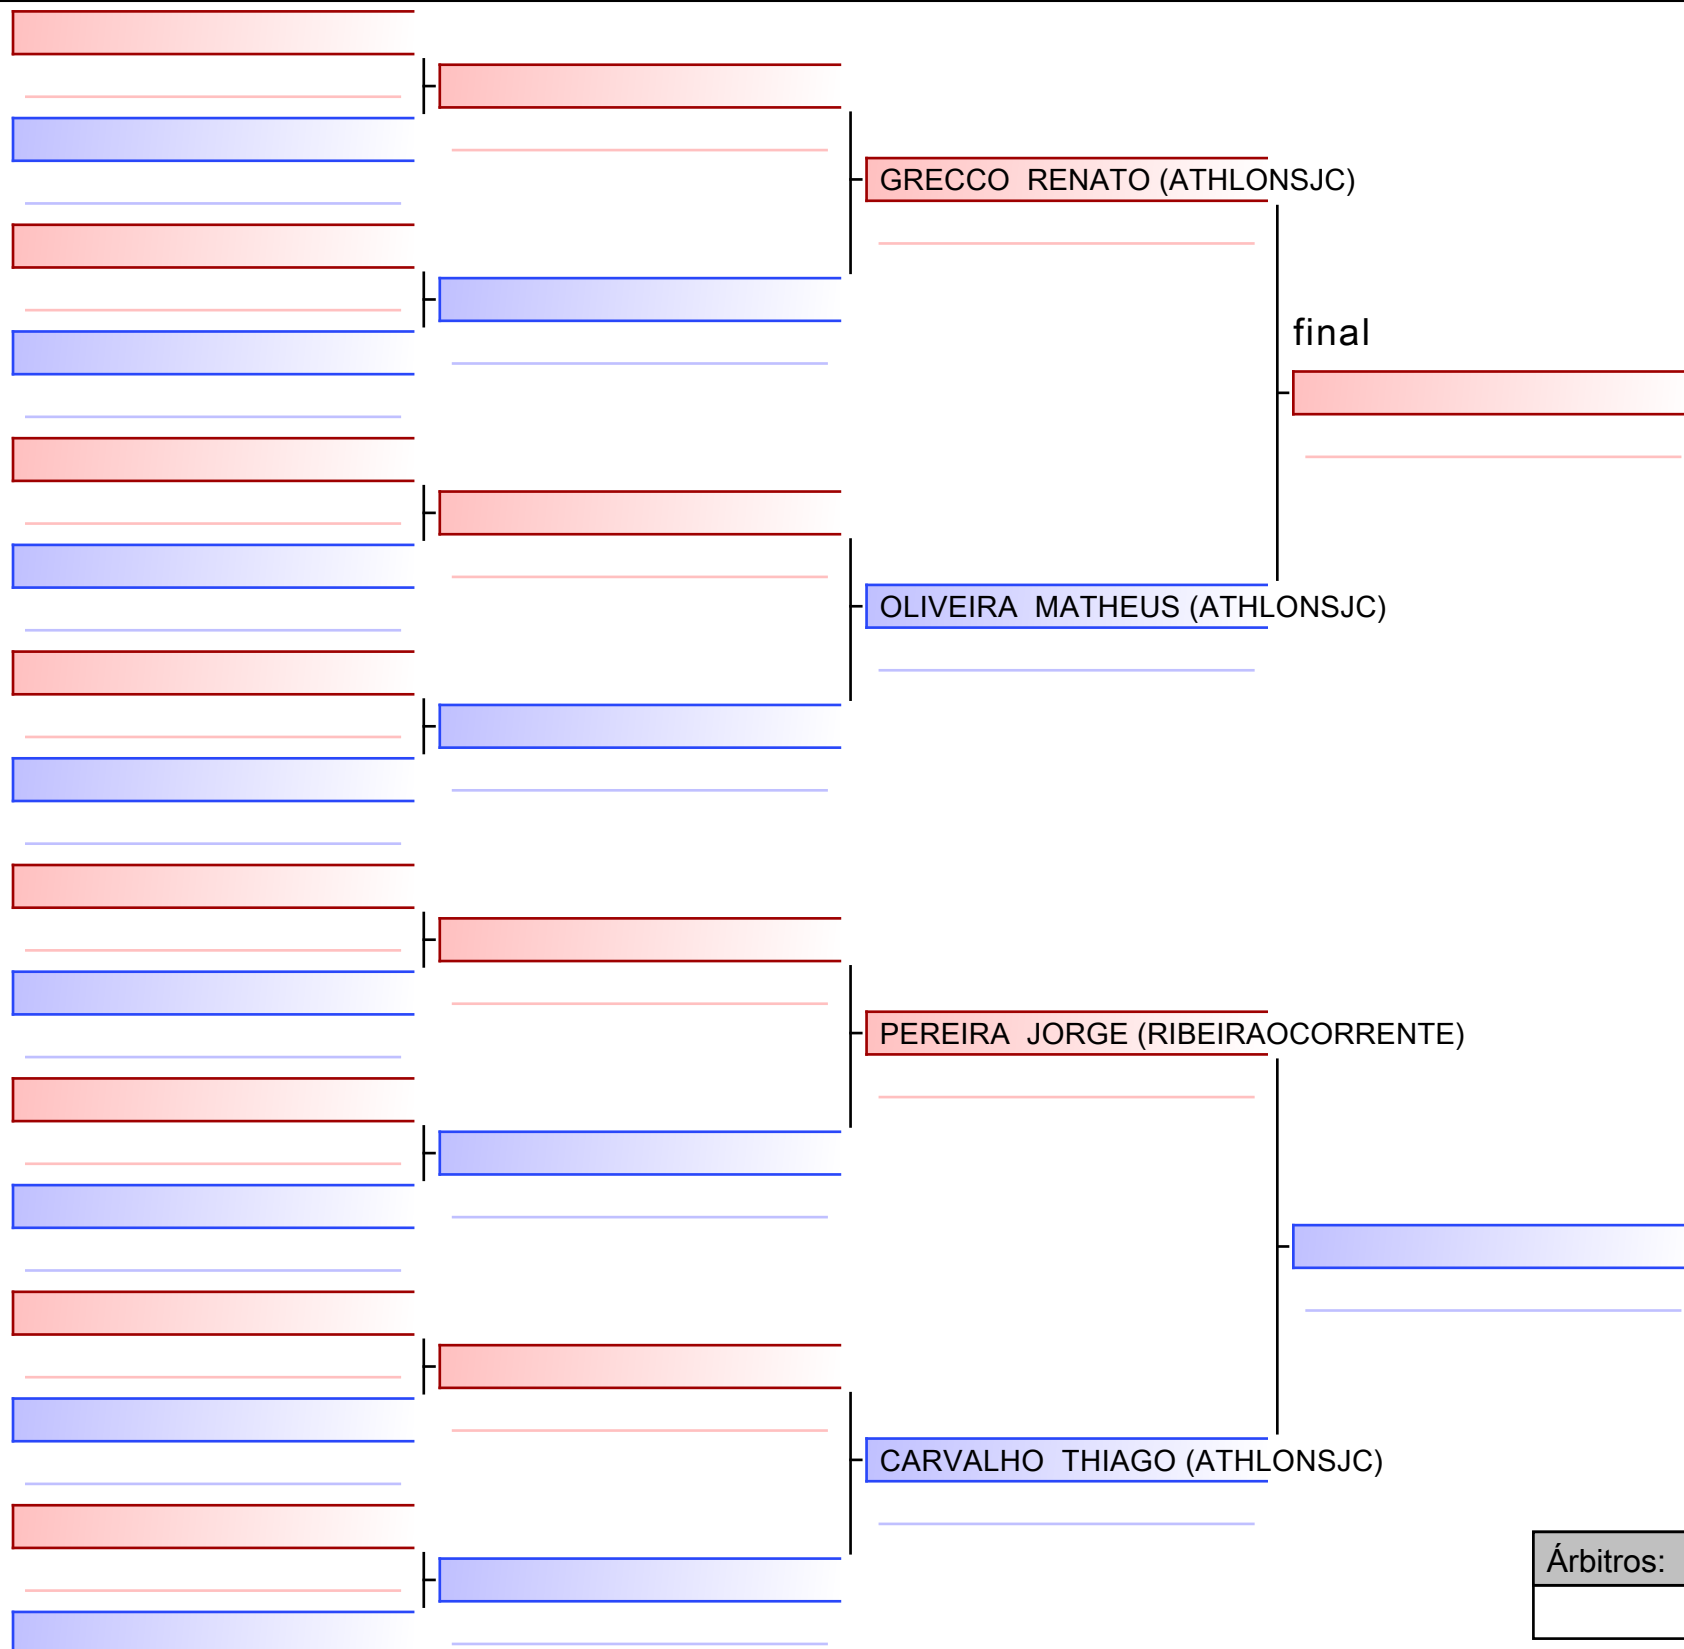 GRECCO  RENATO (ATHLONSJC)
final
OLIVEIRA  MATHEUS (ATHLONSJC)
PEREIRA  JORGE (RIBEIRAOCORRENTE)
CARVALHO  THIAGO (ATHLONSJC)
Árbitros: